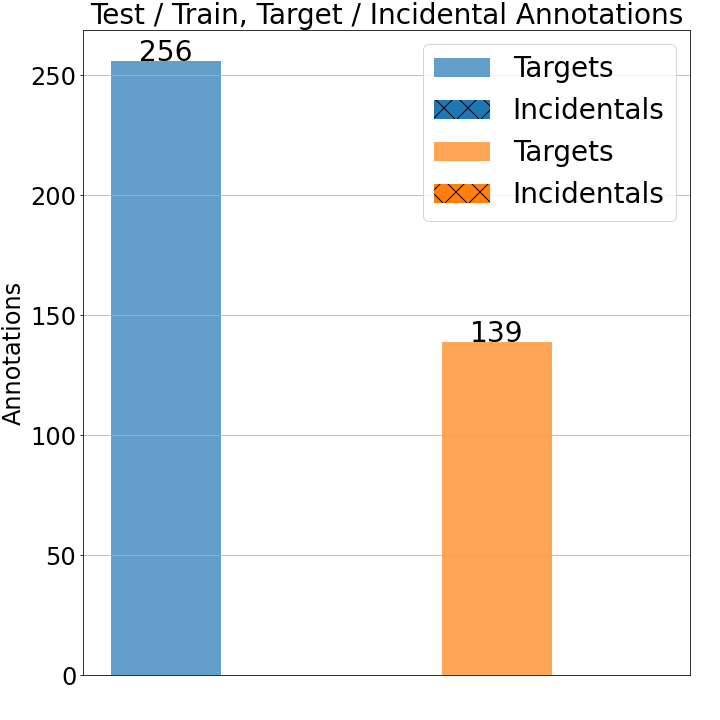 Test / Train, Target / Incidental Annotations
256
250
Targets
Incidentals
Targets
200
Incidentals
150
139
Annotations
100
50
0